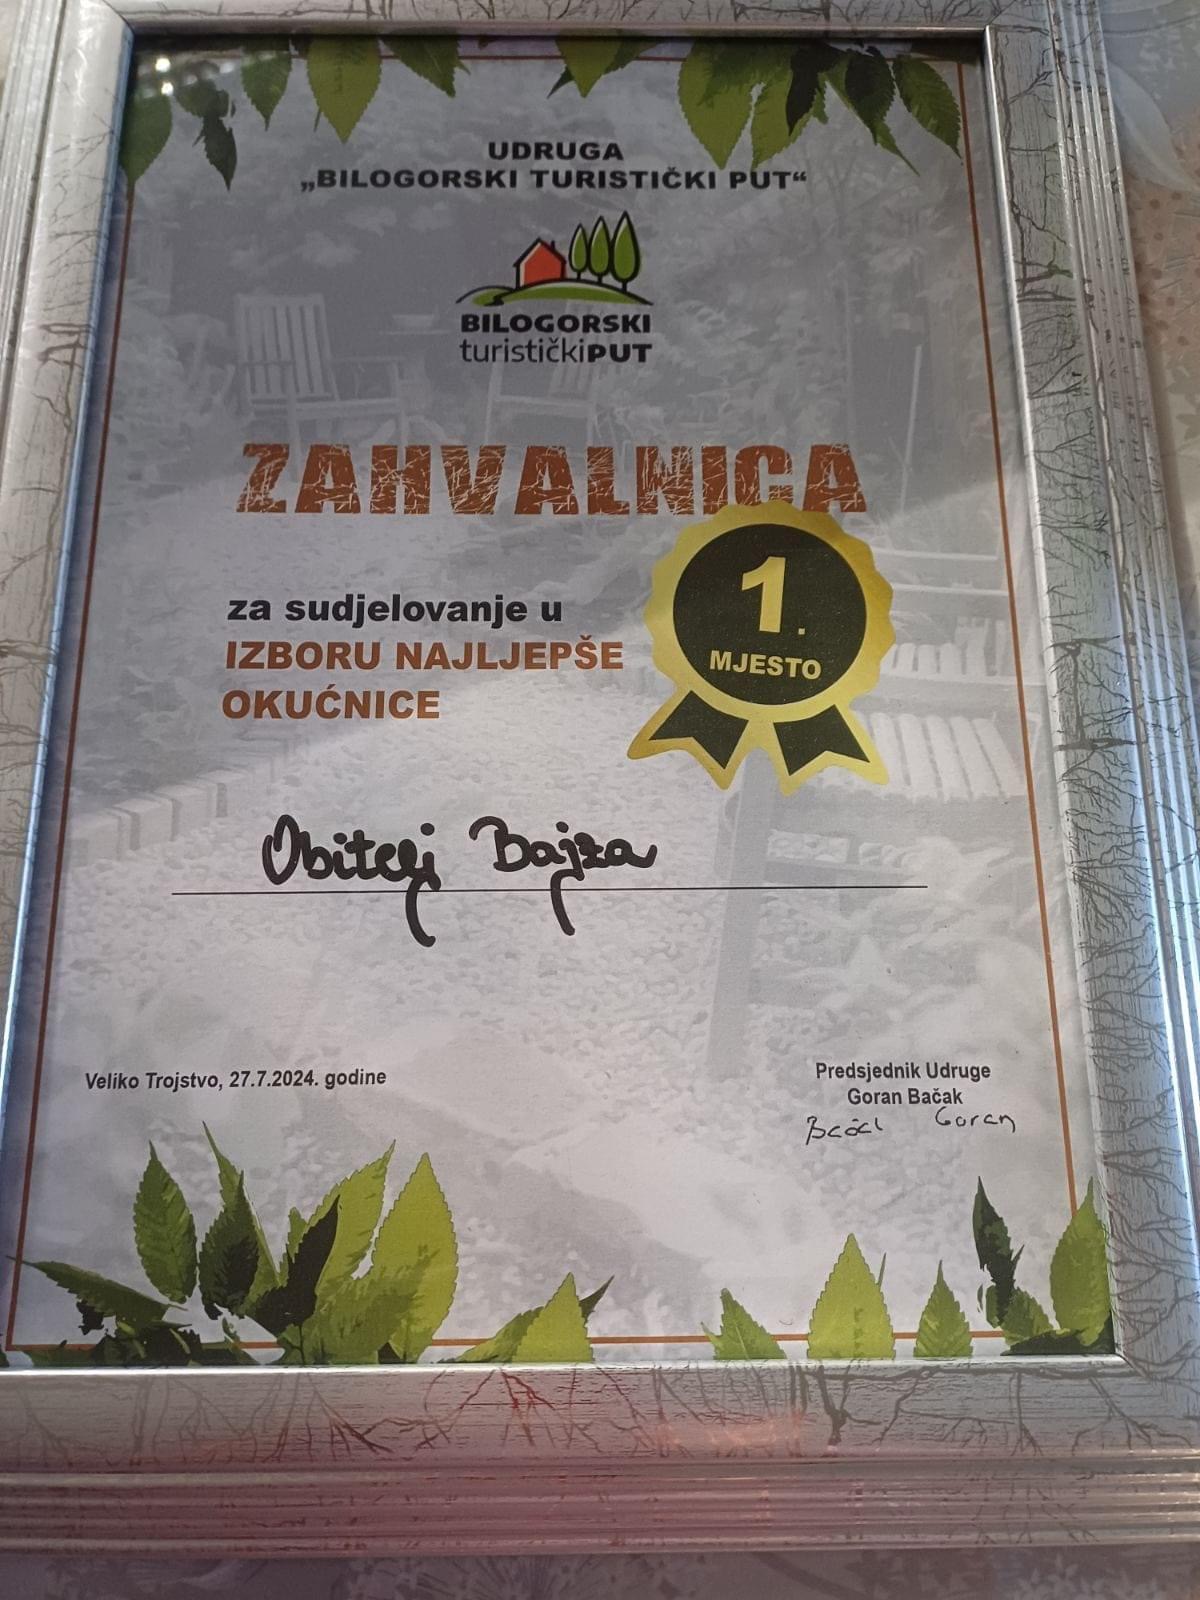 UDRUGA
„BILOGORSKI TURISTIČKI PUT“
BILOGORSKI
turističkiPUT
ZAHVALNICA
za sudjelovanje u
IZBORU NAJLJEPŠE
OKUĆNICE
1.
MJESTO
Obitelj Bajza
Veliko Trojstvo, 27.7.2024. godine
Predsjednik Udruge
Goran Bačak
Goran